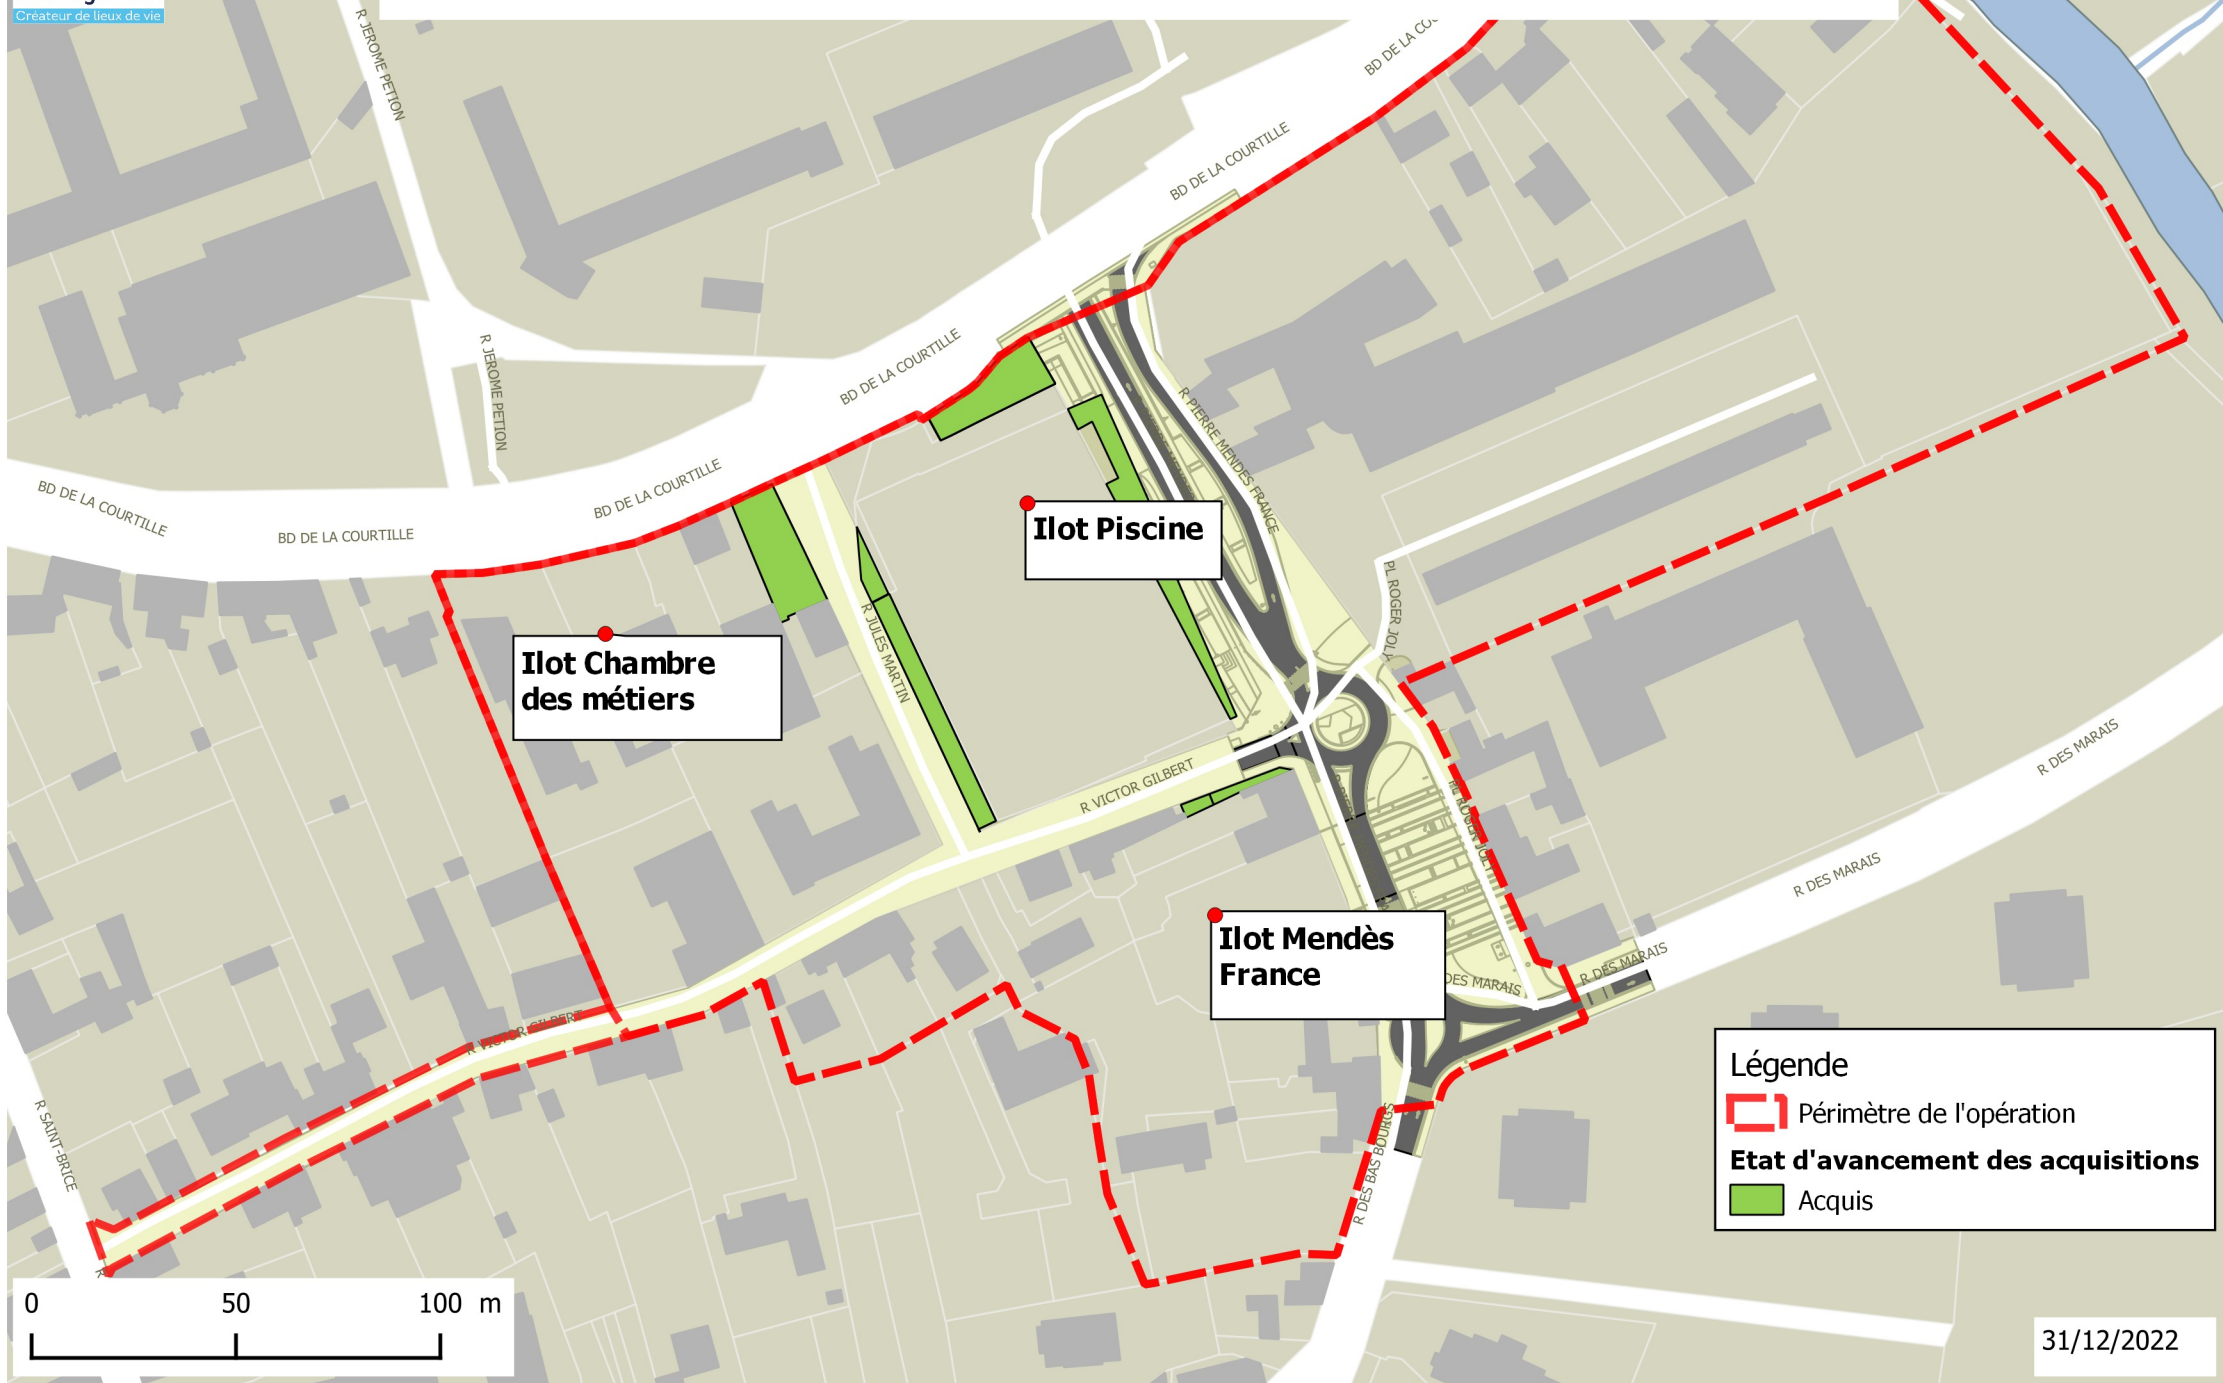 Créateur de lieux de vie
R JEROME PETION
BD DE LA COU
BD DE LA COURTILLE
R JEROME PETION
BD DE LA COURTILLE
R PIERRE MENDES FRANCE
BD DE LA COURTILLE
BD DE LA COURTILLE
BD DE LA COURTILLE
Ilot Piscine
PL ROGER JOLY
R JULES MARTIN
Ilot Chambre
des métiers
R VICTOR GILBERT
PL ROGER JOLY
R DES MARAIS
R DES MARAIS
Ilot Mendès
France
DES MARAIS
R DES MARAIS
R VICTOR GILBERT
R SAINT-BRICE
R DES BAS BOURGS
Légende
Périmètre de l'opération
Etat d'avancement des acquisitions
Acquis
0 50 100 m
31/12/2022